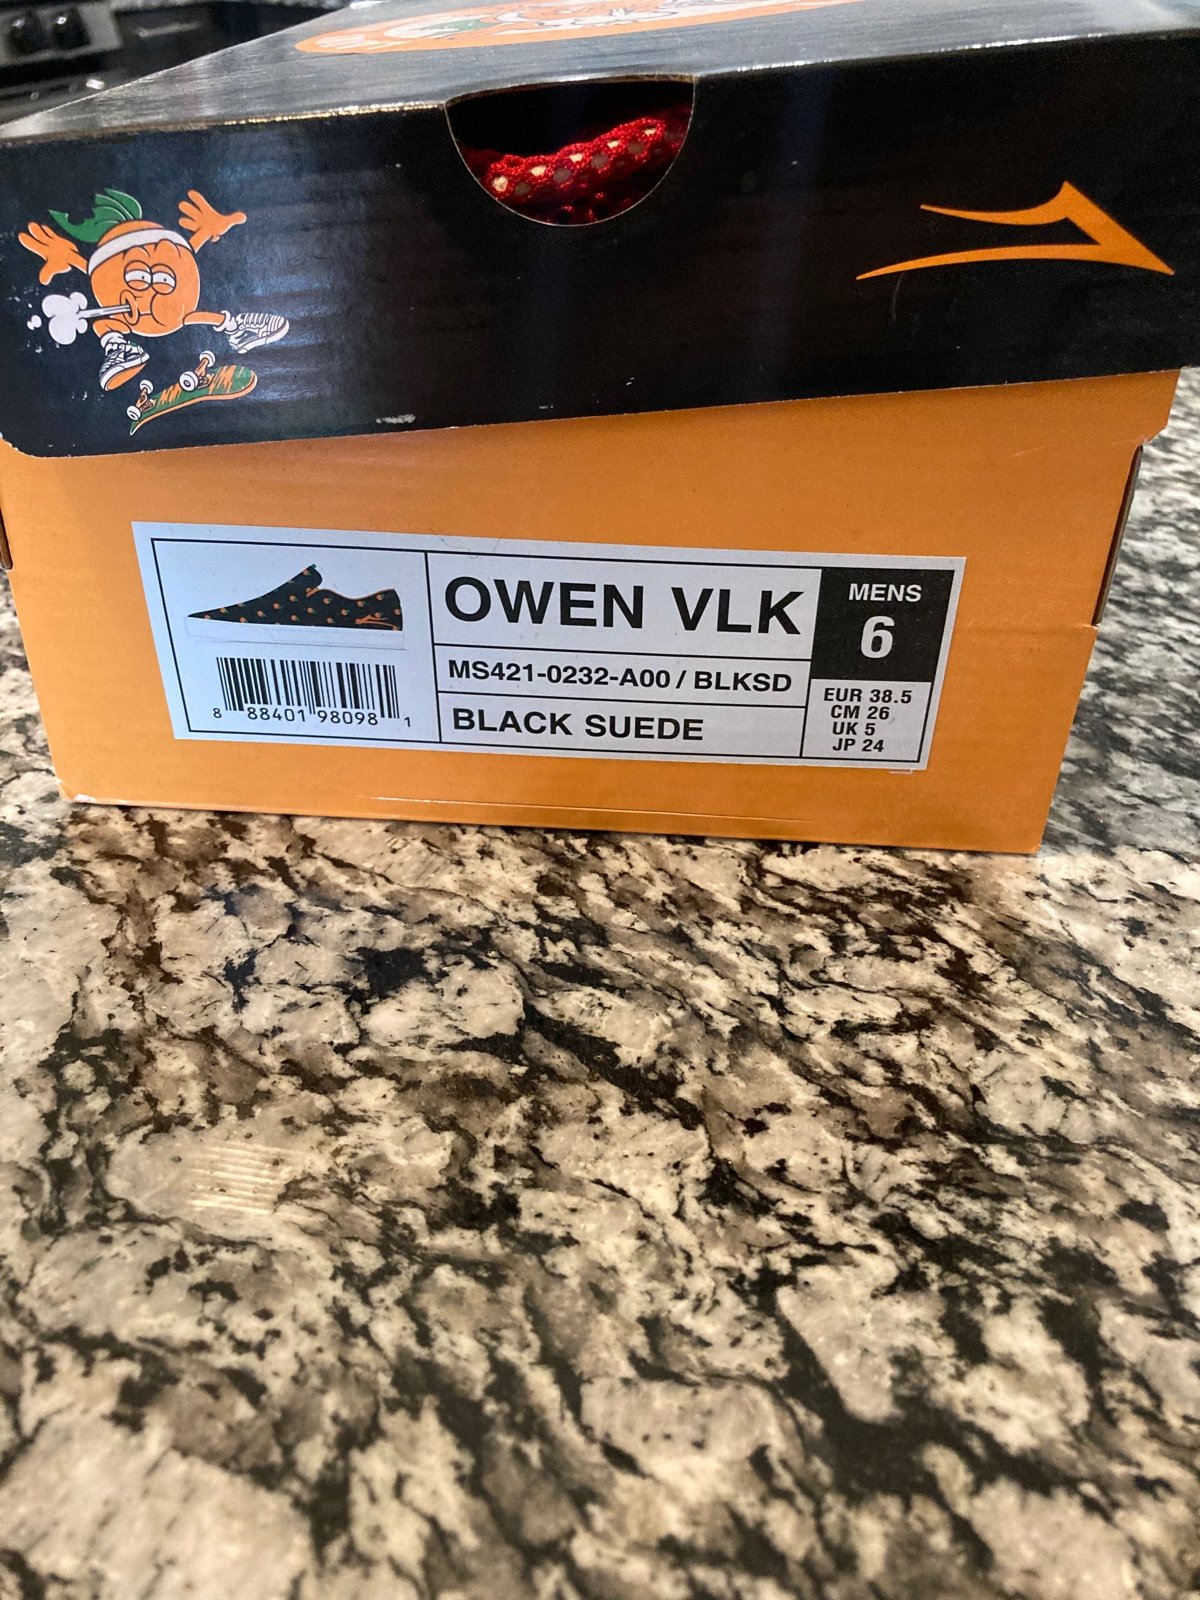 OWEN VLK
MS421-0232-A00 / BLKSD
BLACK SUEDE
MENS
6
EUR 38.5
CM 26
UK 5
JP 24
8 88401 98098 1